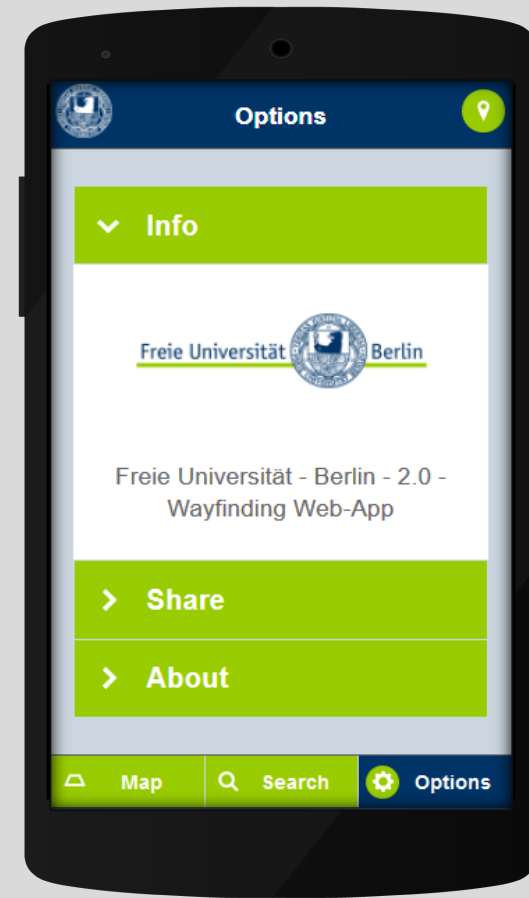 Options
Info
Freie Universität Berlin
Freie Universität - Berlin - 2.0 -
Wayfinding Web-App
Share
About
Map Search Options